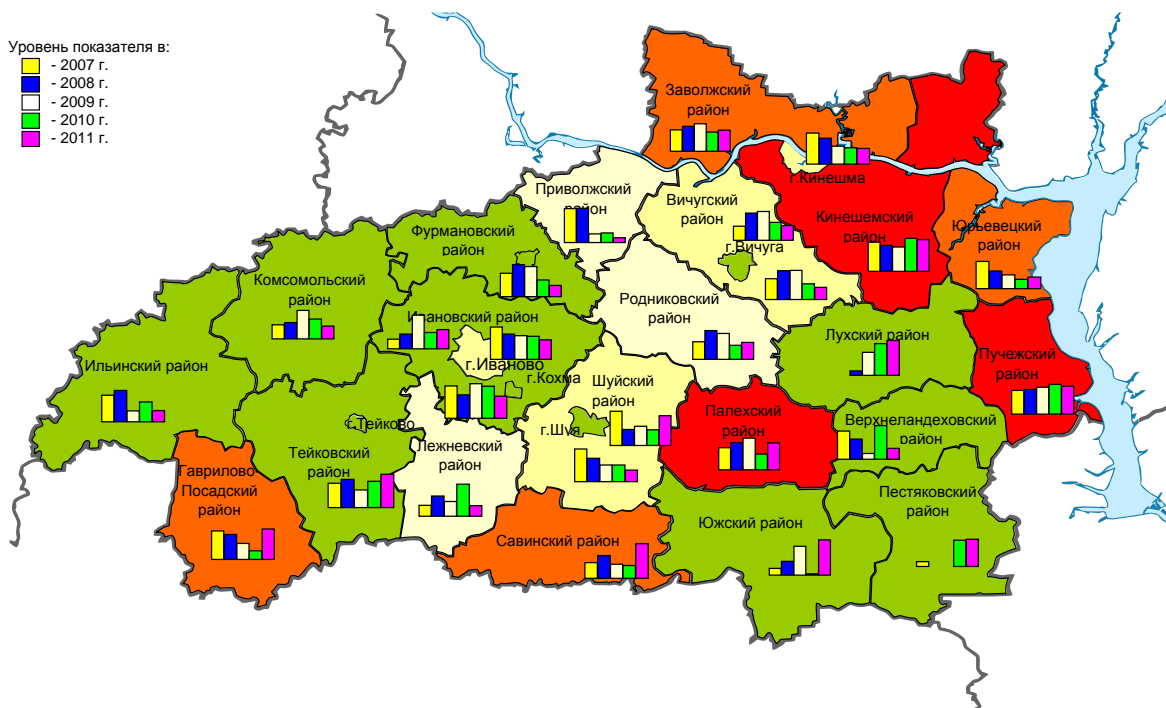 Уровень показателя в:
- 2007 г.
- 2008 г.
- 2009 г.
- 2010 г.
- 2011 г.
Заволжский
район
г.Кинешма
Приволжский
район
Вичугский
район
Кинешемский
район
Юрьевецкий
район
Фурмановский
район
г.Вичуга
Комсомольский
район
Родниковский
район
Ивановский район
Лухский район
Ильинский район
г.Иваново
Пучежский
район
г.Кохма
Шуйский
район
Палехский
район
Верхнеландеховский
район
г.Тейково
г.Шуя
Лежневский
район
Тейковский
район
Гаврилово-
Посадский
район
Пестяковский
район
Южский район
Савинский район